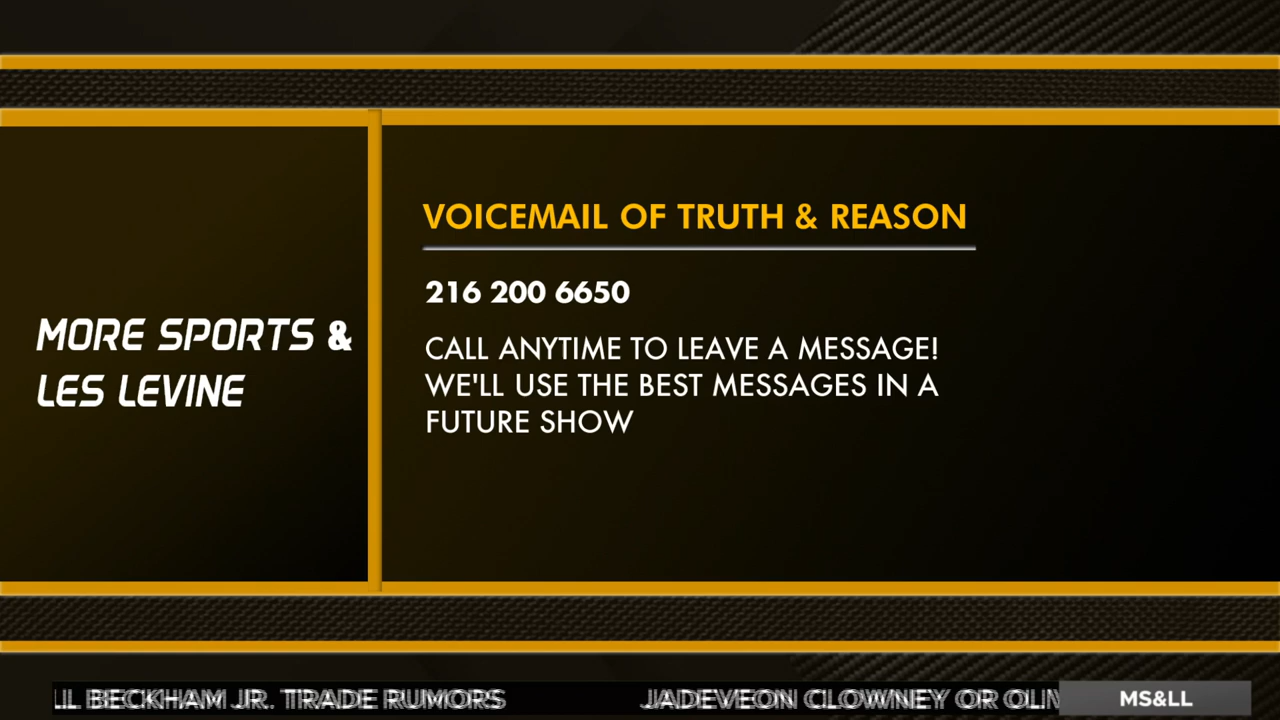 VOICEMAIL OF TRUTH & REASON
216 200 6650
MORE SPORTS &
LES LEVINE
CALL ANYTIME TO LEAVE A MESSAGE!
WE'LL USE THE BEST MESSAGES IN A
FUTURE SHOW
BECKHAM JR. TRADE RUMORS
JADEVEON CLOWNEY OR
MS&LL